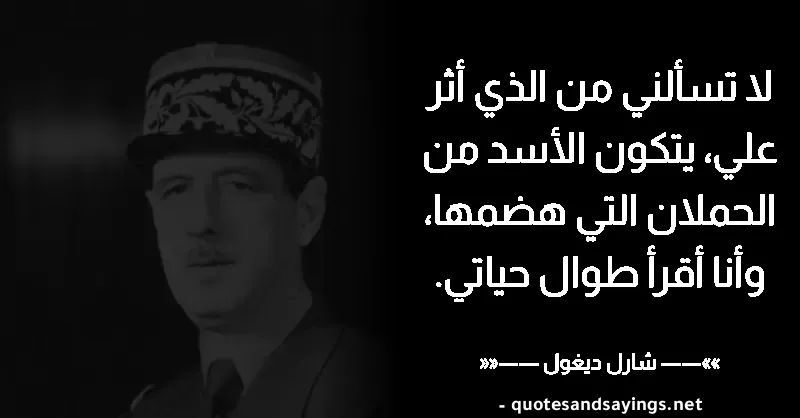 لا تسألني من الذي أثر
علي، يتكون الأسد من
الحملان التي هضمها،
وأنا أقرأ طوال حياتي.
»»—— شارل ديغول ——««
- quotesandsayings.net